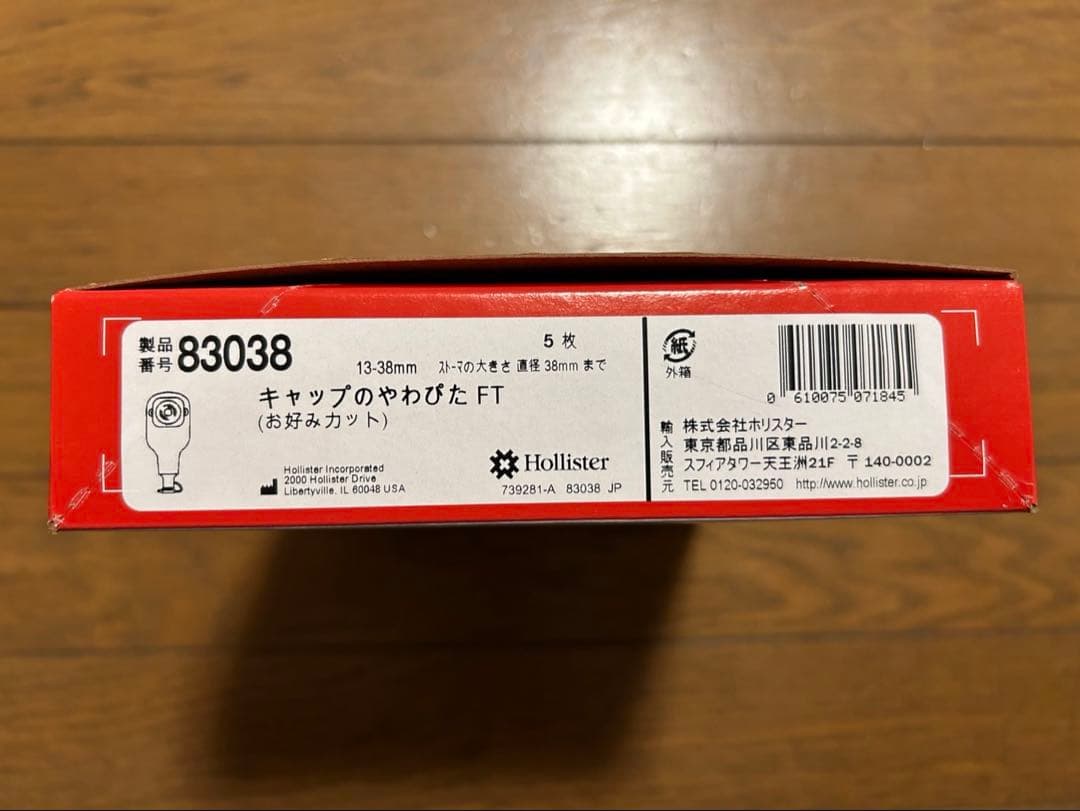 製品
番号 83038
5 枚
13-38mm ｽﾄｰﾏの大きさ 直径 38mm まで
キャップのやわぴた FT
(お好みカット)
Hollister Incorporated
2000 Hollister Drive
Libertyville, IL 60048 USA
Hollister
739281-A 83038 JP
紙
外箱
0 610075 071845
輸入販売元
株式会社ホリスター
東京都品川区東品川2-2-8
スフィアタワー天王洲21F 〒140-0002
TEL 0120-032950 http://www.hollister.co.jp